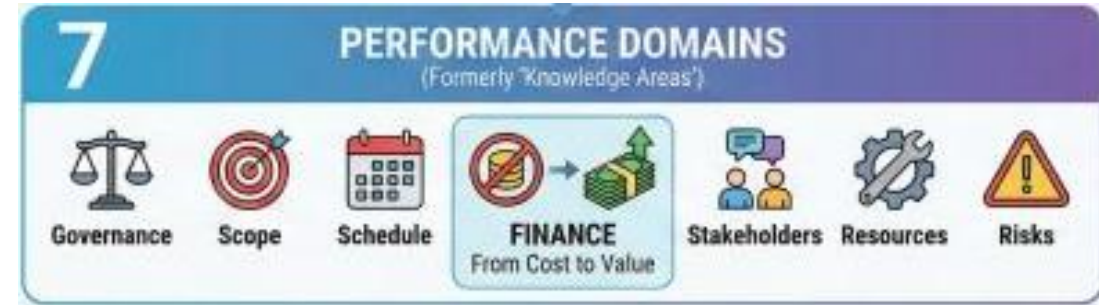 7
PERFORMANCE DOMAINS
(Formerly "Knowledge Areas")
Governance
Scope
Schedule
FINANCE
From Cost to Value
Stakeholders
Resources
Risks